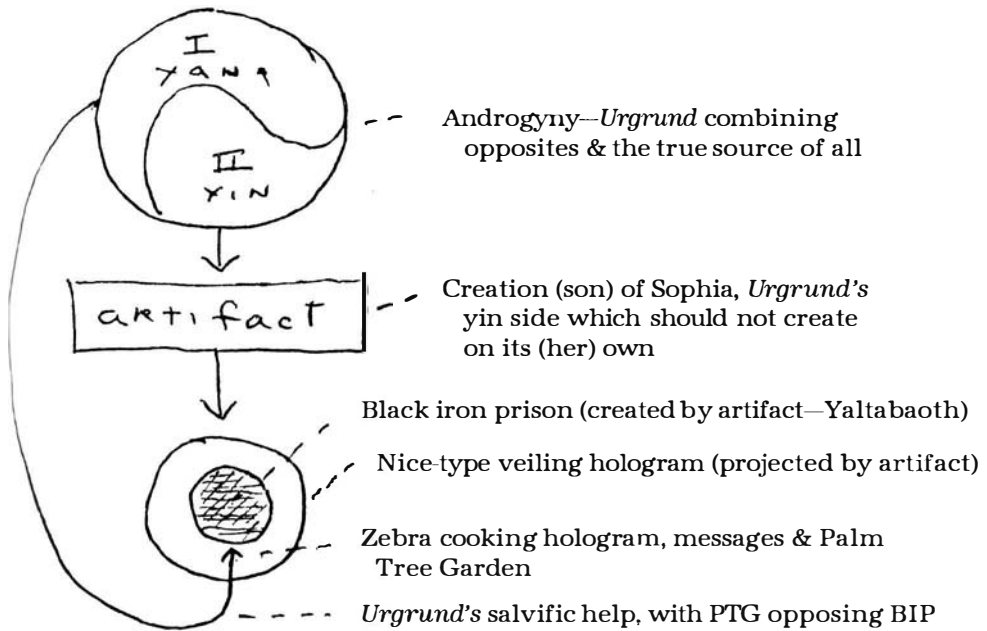 I
YANG
II
YIN
Androgyny—Urgrund combining
opposites & the true source of all
artifact
Creation (son) of Sophia, Urgrund's
yin side which should not create
on its (her) own
Black iron prison (created by artifact—Yaltabaoth)
Nice-type veiling hologram (projected by artifact)
Zebra cooking hologram, messages & Palm
Tree Garden
Urgrund's salvific help, with PTG opposing BIP